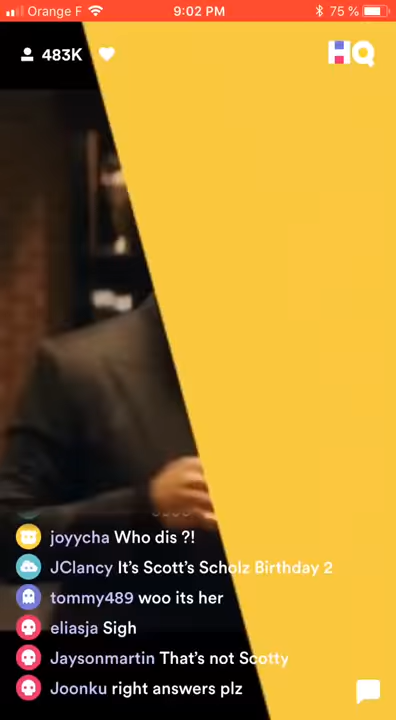 Orange F 9:02 PM 75 %
483K HQ
joyycha Who dis ?!
JClancy It's Scott's Scholz Birthday 2
tommy489 woo its her
eliasja Sigh
Jaysonmartin That's not Scotty
Joonku right answers plz